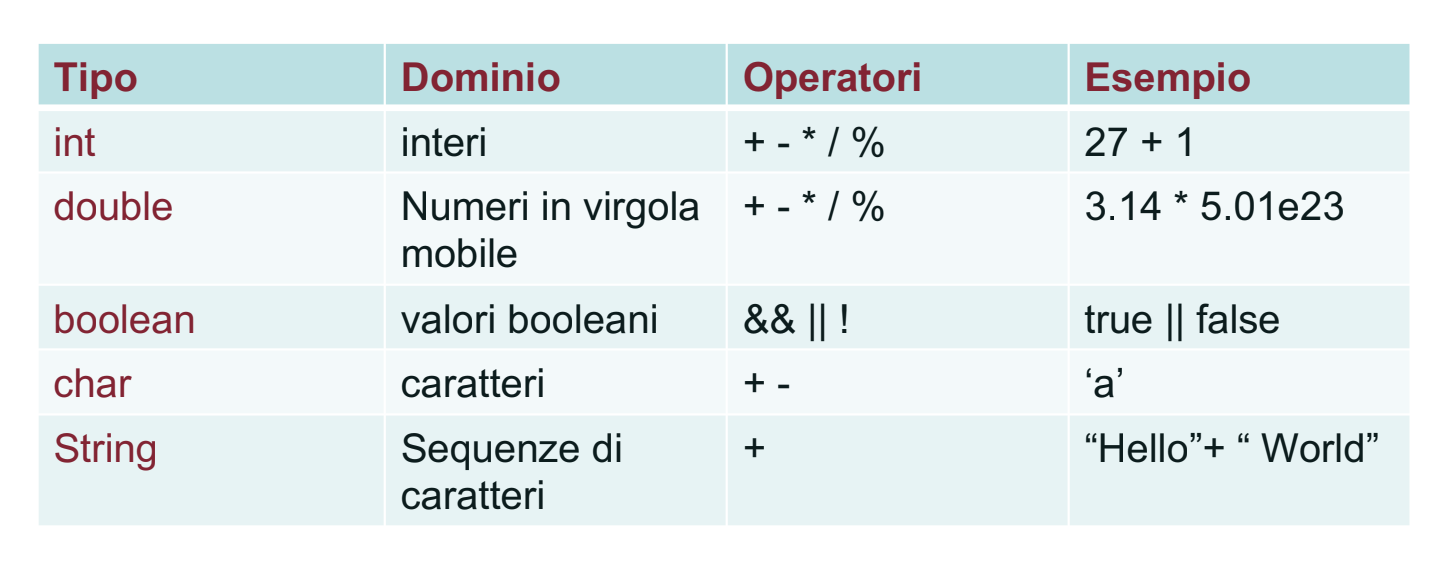 Tipo Dominio Operatori Esempio
int interi + - * / % 27 + 1
double Numeri in virgola mobile + - * / % 3.14 * 5.01e23
boolean valori booleani && || ! true || false
char caratteri + - ‘a’
String Sequenze di caratteri + “Hello”+ “ World”